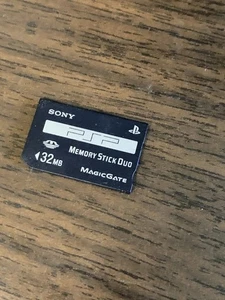 SONY
PSP
MEMORY STICK DUO
32MB
MAGICGATE